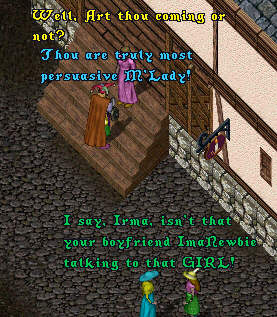 Well, Art thou coming or
not?
Thou are truly most
persuasive M'Lady!
I say, Irma, isn't that
your boyfriend ImaNewbie
talking to that GIRL!